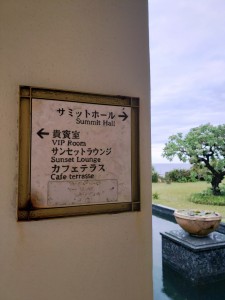 サミットホール →
Summit Hall
← 貴賓室
VIP Room
サンセットラウンジ
Sunset Lounge
カフェテラス
Cafe terrasse